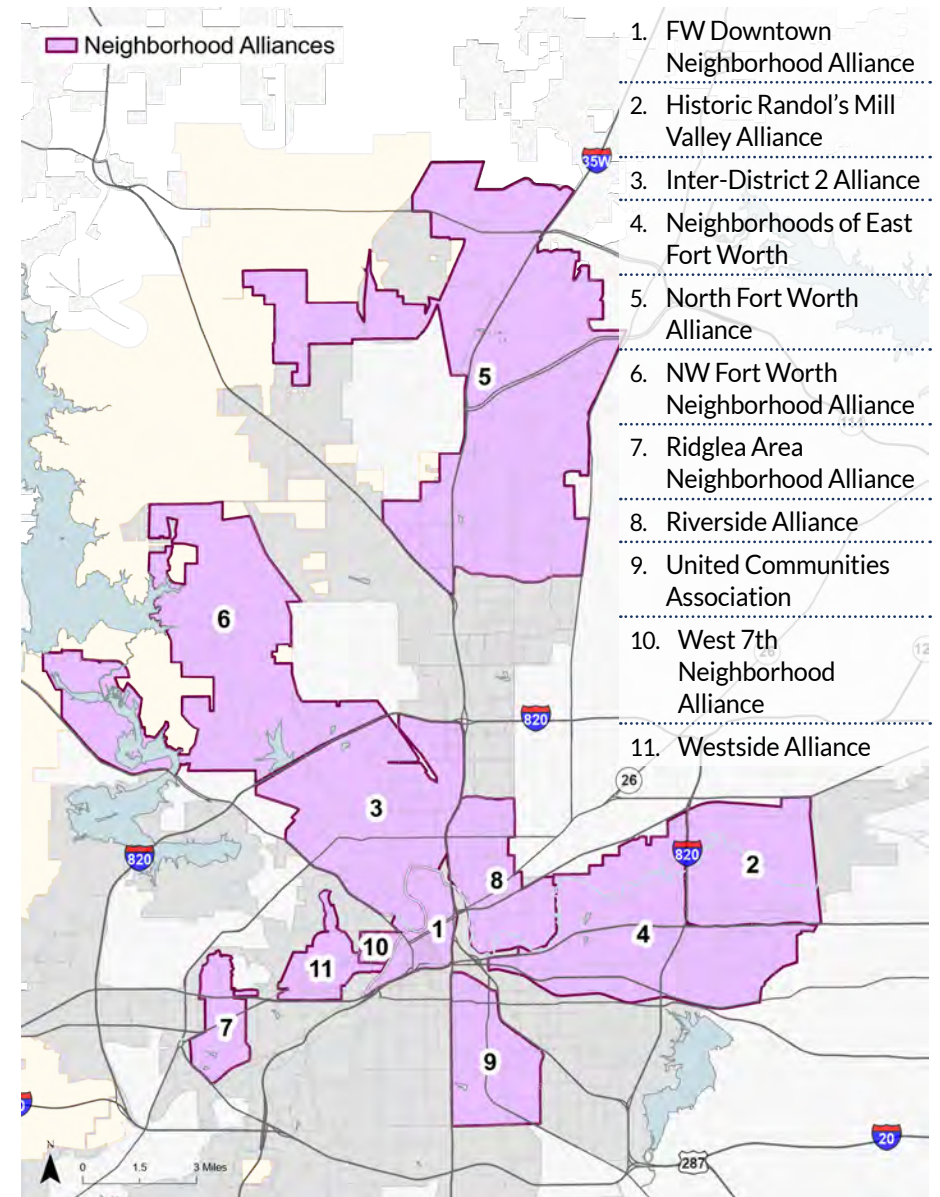 Neighborhood Alliances
1. FW Downtown
Neighborhood Alliance
2. Historic Randol's Mill
Valley Alliance
3. Inter-District 2 Alliance
4. Neighborhoods of East
Fort Worth
5. North Fort Worth
Alliance
6. NW Fort Worth
Neighborhood Alliance
7. Ridglea Area
Neighborhood Alliance
8. Riverside Alliance
9. United Communities
Association
10. West 7th
Neighborhood
Alliance
11. Westside Alliance
35W
5
6
820
26
3
820
820
2
8
1
4
10
11
7
9
20
287
N
0 1.5 3 Miles